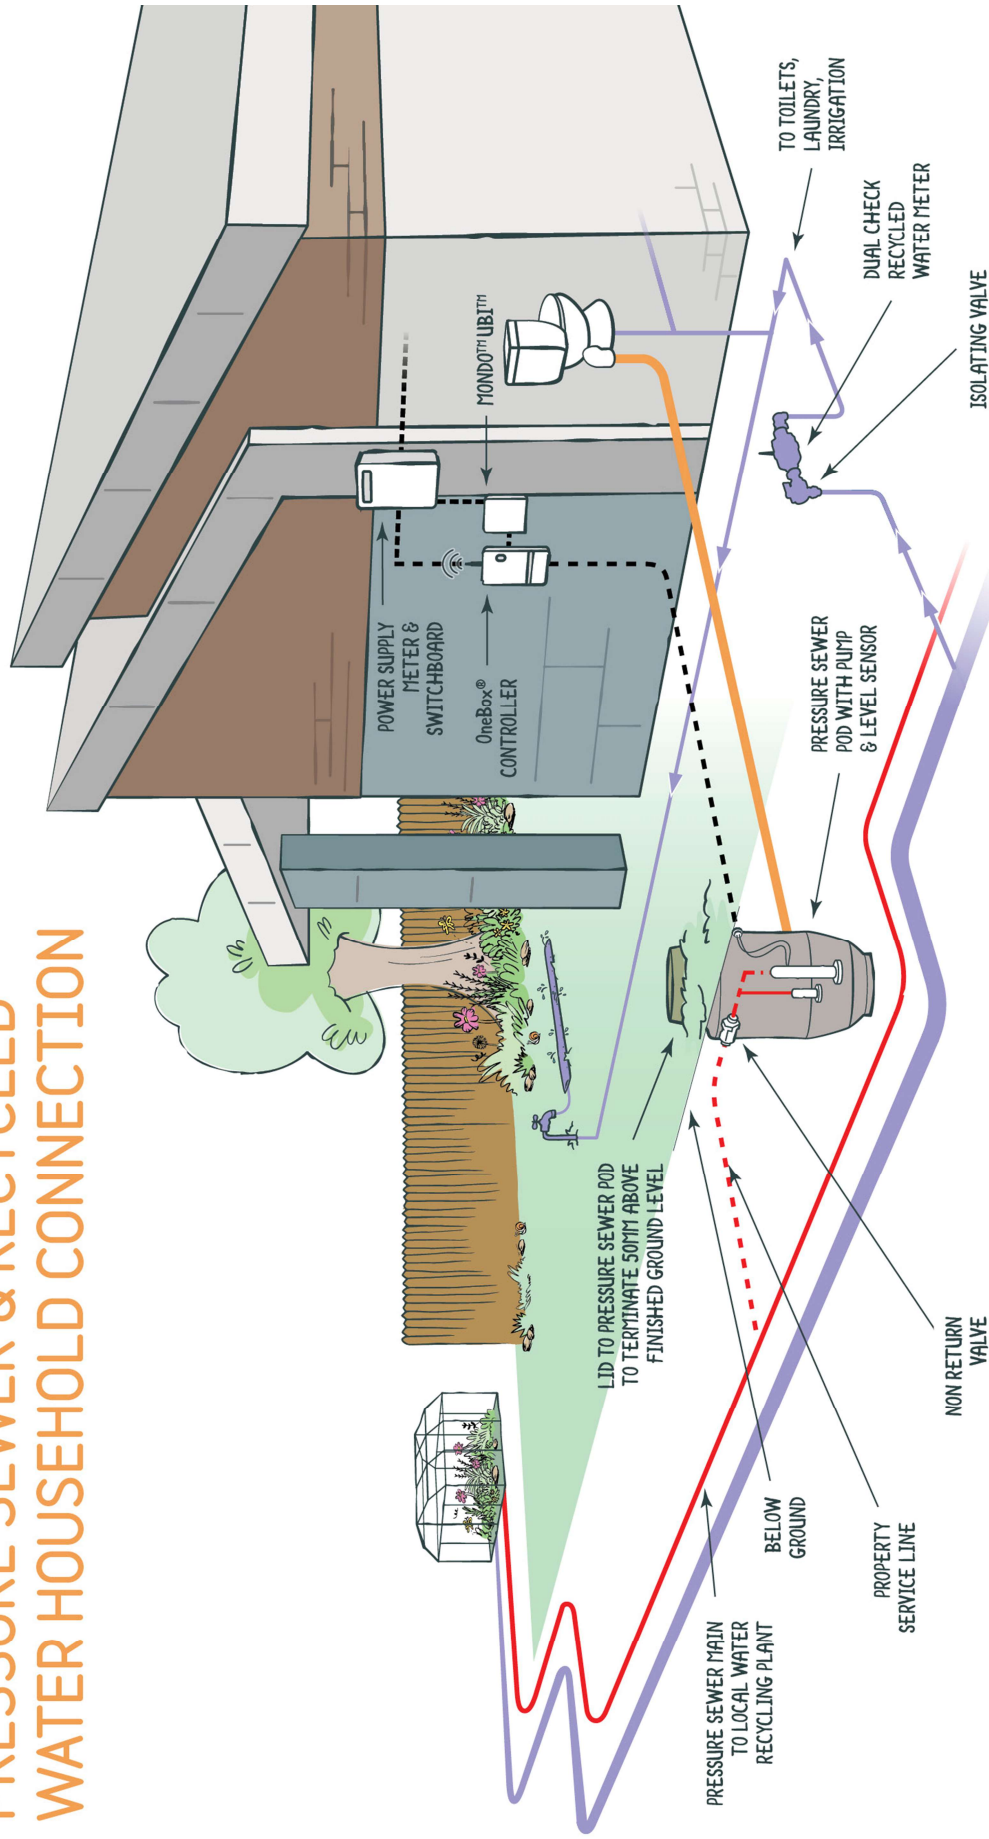 PRESSURE SEWER & RECYCLED
WATER HOUSEHOLD CONNECTION
POWER SUPPLY
METER &
SWITCHBOARD
OneBox®
CONTROLLER
MONDO™ UBI™
TO TOILETS,
LAUNDRY,
IRRIGATION
DUAL CHECK
RECYCLED
WATER METER
ISOLATING VALVE
PRESSURE SEWER
POD WITH PUMP
& LEVEL SENSOR
LID TO PRESSURE SEWER POD
TO TERMINATE 50MM ABOVE
FINISHED GROUND LEVEL
NON RETURN
VALVE
BELOW
GROUND
PROPERTY
SERVICE LINE
PRESSURE SEWER MAIN
TO LOCAL WATER
RECYCLING PLANT